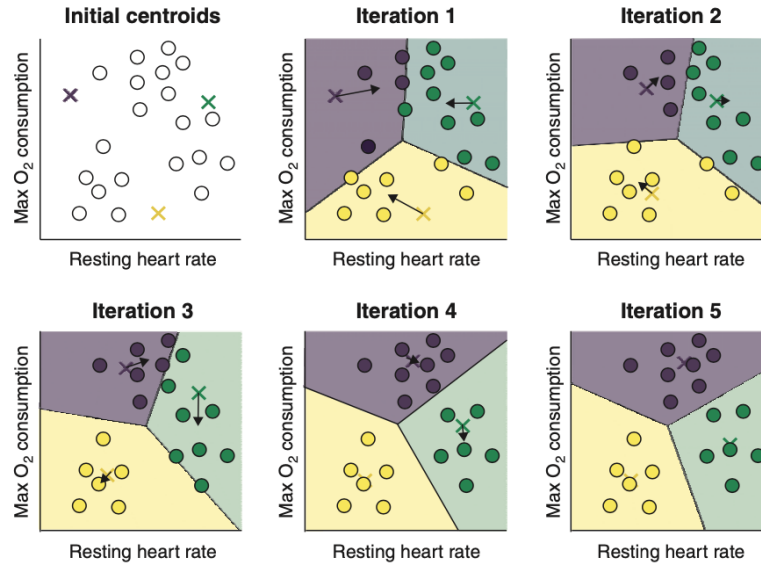 Initial centroids
Iteration 1
Iteration 2
Max O₂ consumption
Max O₂ consumption
Max O₂ consumption
Resting heart rate
Resting heart rate
Resting heart rate
Iteration 3
Iteration 4
Iteration 5
Max O₂ consumption
Max O₂ consumption
Max O₂ consumption
Resting heart rate
Resting heart rate
Resting heart rate